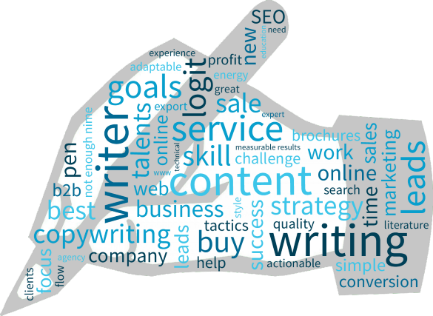 SEO
need
education
new
experience
profit
adaptable
logit
energy
goals
great
export
sale
expert
talents
online
service
brochures
not enough nime
writer
technical
measurable results
pen
skill
challenge
work
sales
marketing
leads
www
b2b
web
content
online
search
best
business
style
success
strategy
time
literature
copywriting
tactics
quality
buy
writing
leads
focus
agency
company
help
actionable
simple
clients
flow
conversion